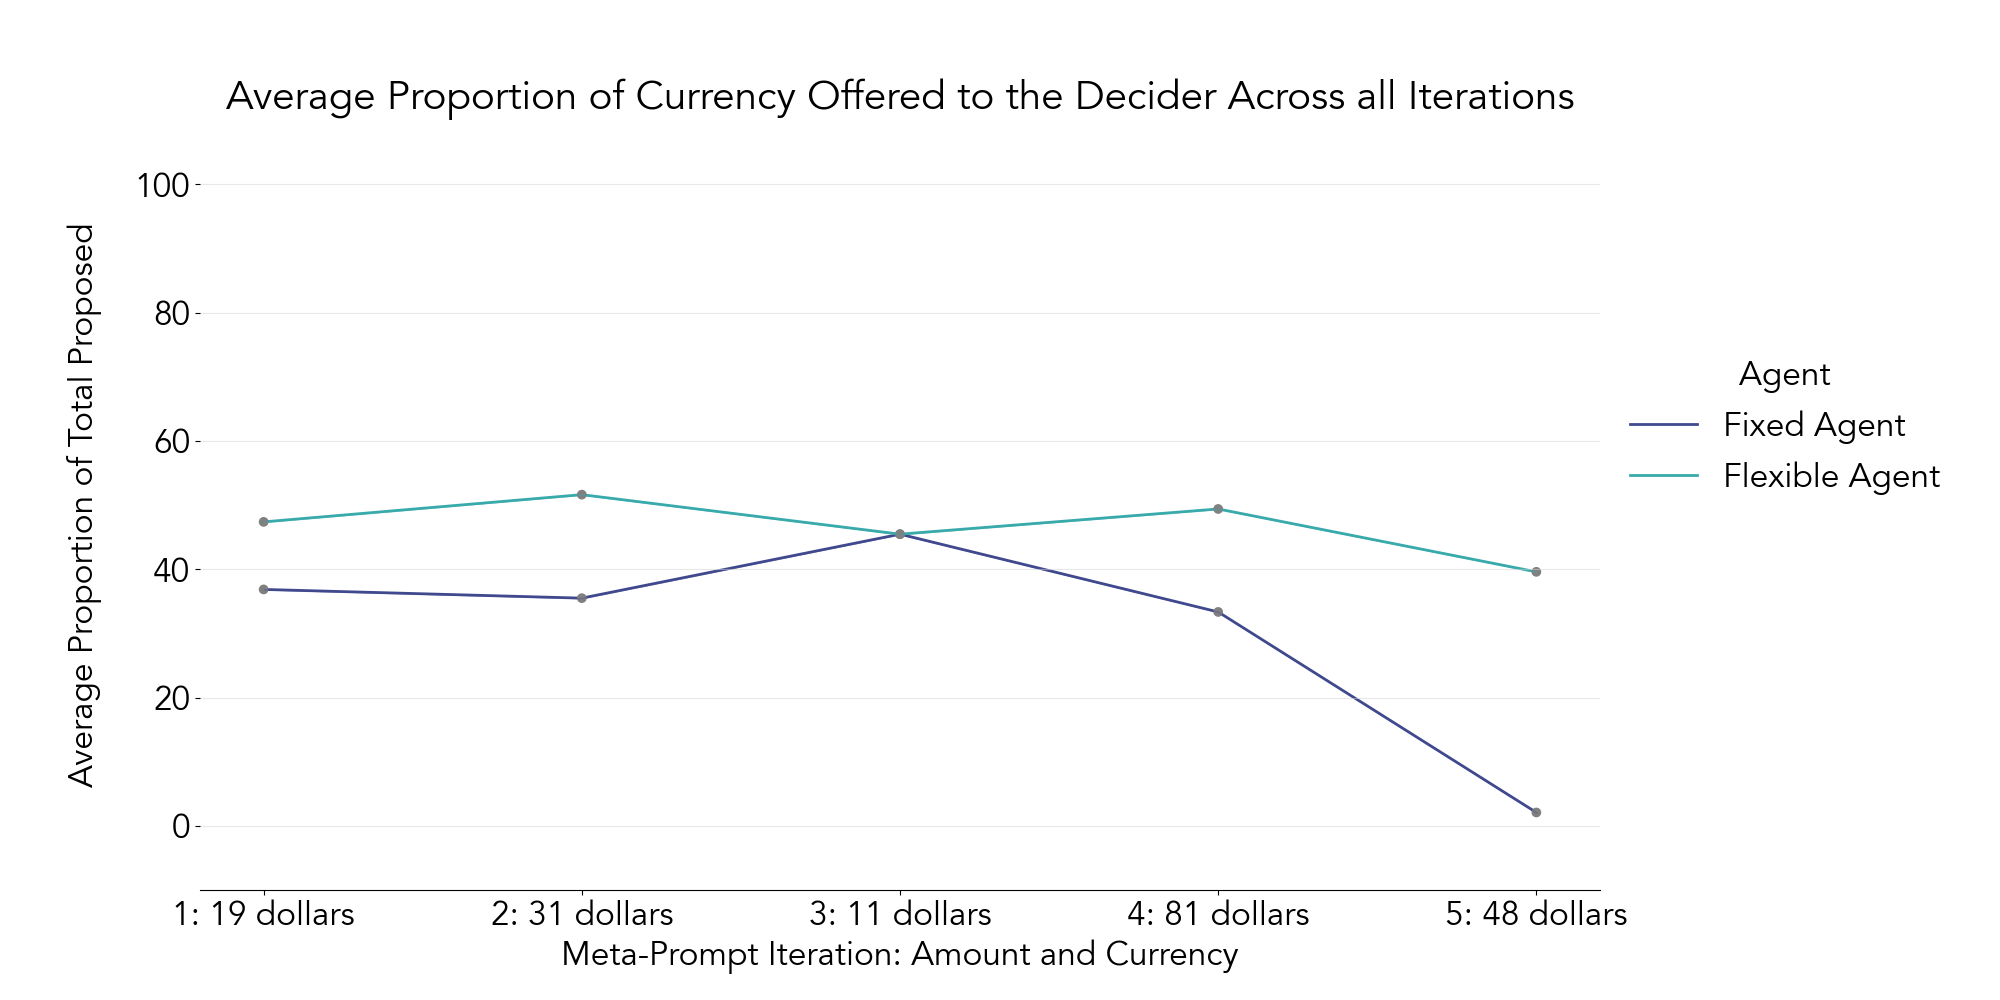 Average Proportion of Currency Offered to the Decider Across all Iterations
100
80
60
40
20
0
Average Proportion of Total Proposed
1: 19 dollars
2: 31 dollars
3: 11 dollars
4: 81 dollars
5: 48 dollars
Meta-Prompt Iteration: Amount and Currency
Agent
Fixed Agent
Flexible Agent